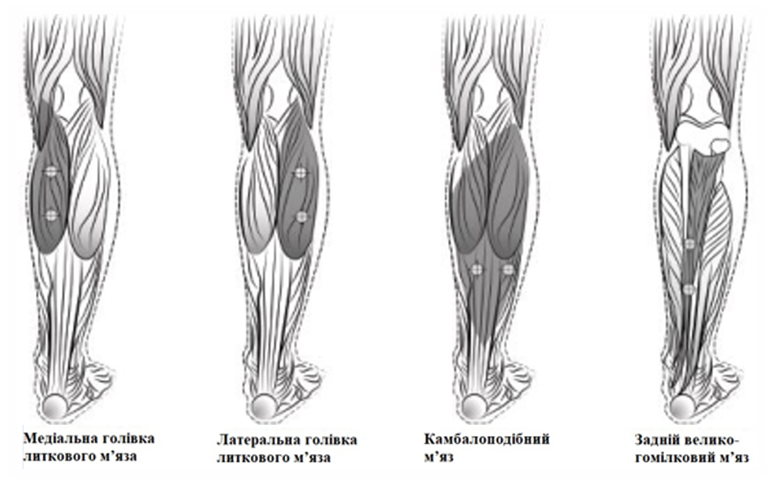 Медіальна голівка
литкового м’яза
Латеральна голівка
литкового м’яза
Камбалоподібний
м’яз
Задній велико-
гомілковий м’яз